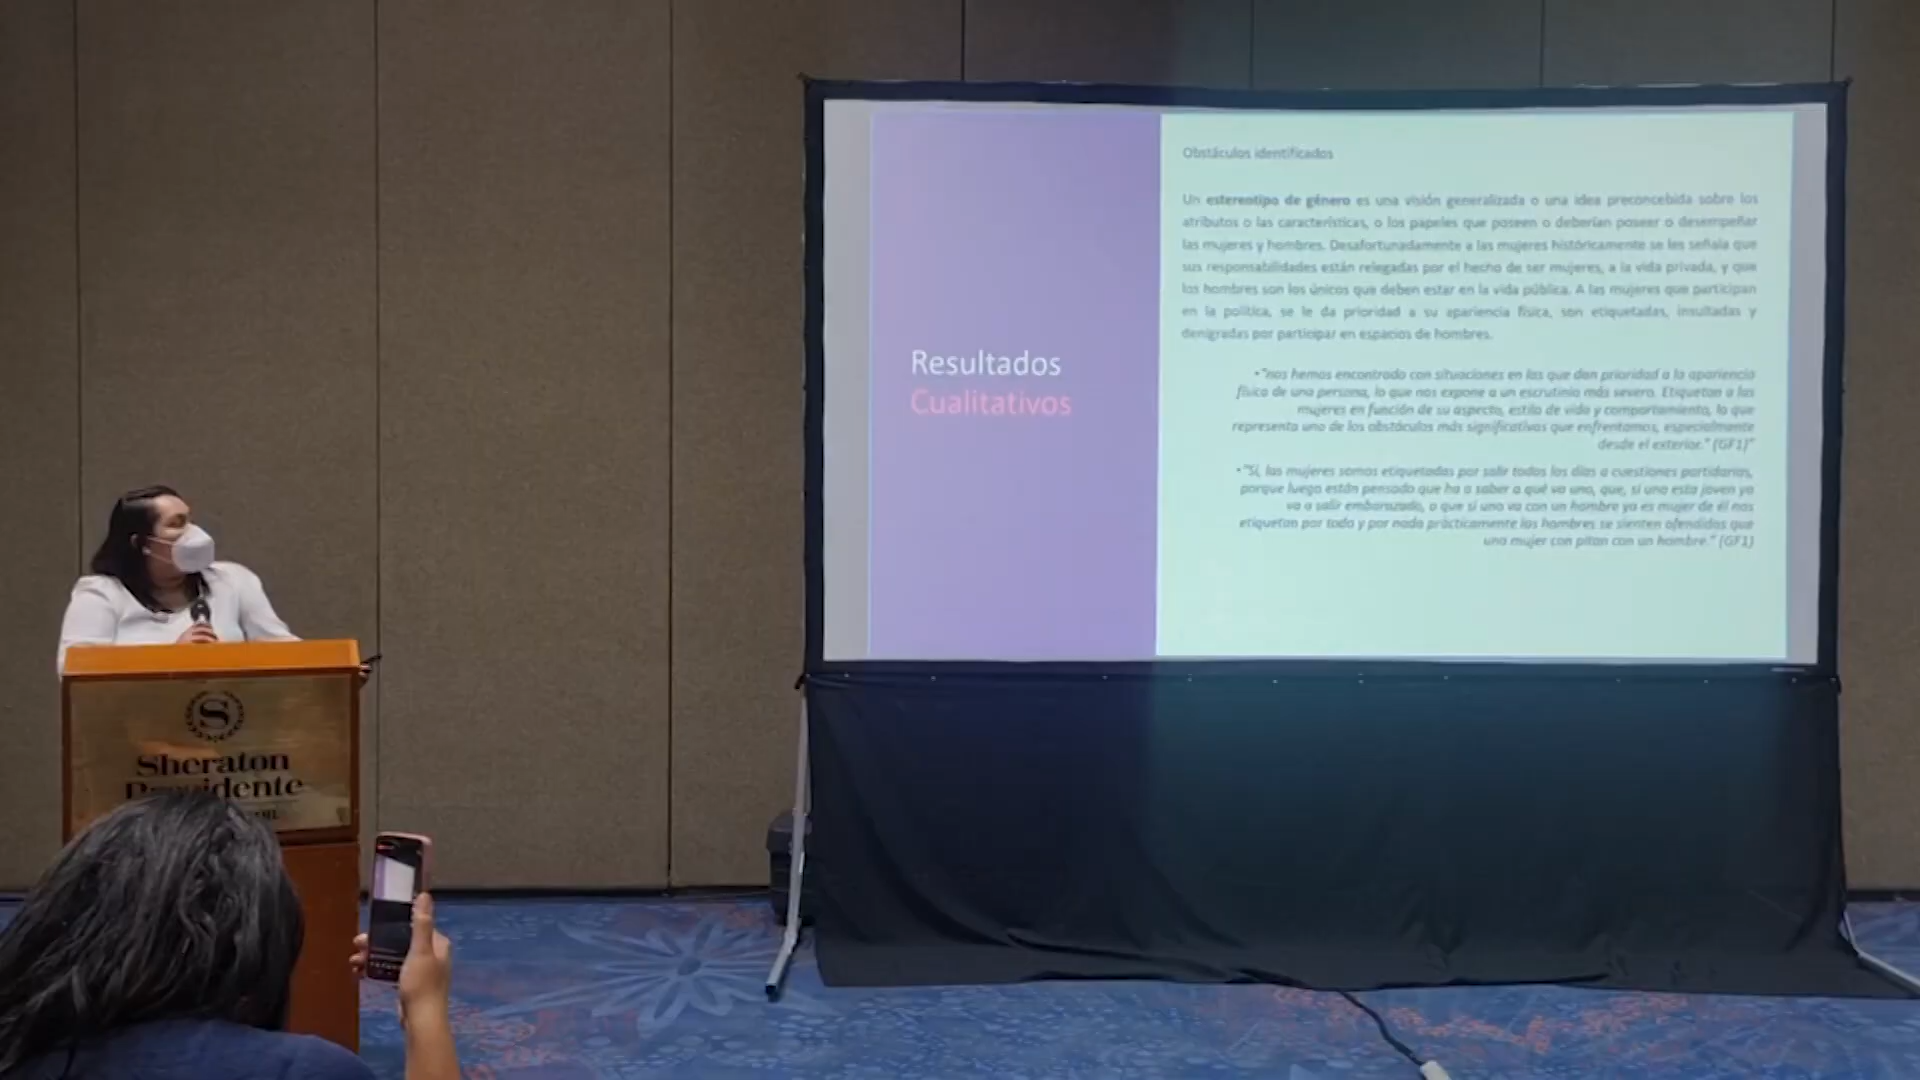 Resultados
Cualitativos
Obstáculos identificados
Un estereotipo de género es una visión generalizada o una idea preconcebida sobre los
atributos o las características, o los papeles que poseen o deberían poseer o desempeñar
las mujeres y hombres. Desafortunadamente a las mujeres históricamente se les señala que
sus responsabilidades están relegadas por el hecho de ser mujeres, a la vida privada, y que
los hombres son los únicos que deben estar en la vida pública. A las mujeres que participan
en la política, se le da prioridad a su apariencia física, son etiquetadas, insultadas y
denigradas por participar en espacios de hombres.
•"nos hemos encontrado con situaciones en las que dan prioridad a la apariencia
física de una persona, lo que nos expone a un escrutinio más severo. Etiquetan a las
mujeres en función de su aspecto, estilo de vida y comportamiento, lo que
representa uno de los obstáculos más significativos que enfrentamos, especialmente
desde el exterior." (GF1)"
•"Sí, las mujeres somos etiquetadas por salir todos los días a cuestiones partidarias,
porque luego están pensado que ha a saber a qué va uno, que, si uno esta joven ya
va a salir embarazada, o que si uno va con un hombre ya es mujer de él nos
etiquetan por todo y por nada prácticamente los hombres se sienten ofendidos que
una mujer con pitan con un hombre." (GF1)
S
Sheraton